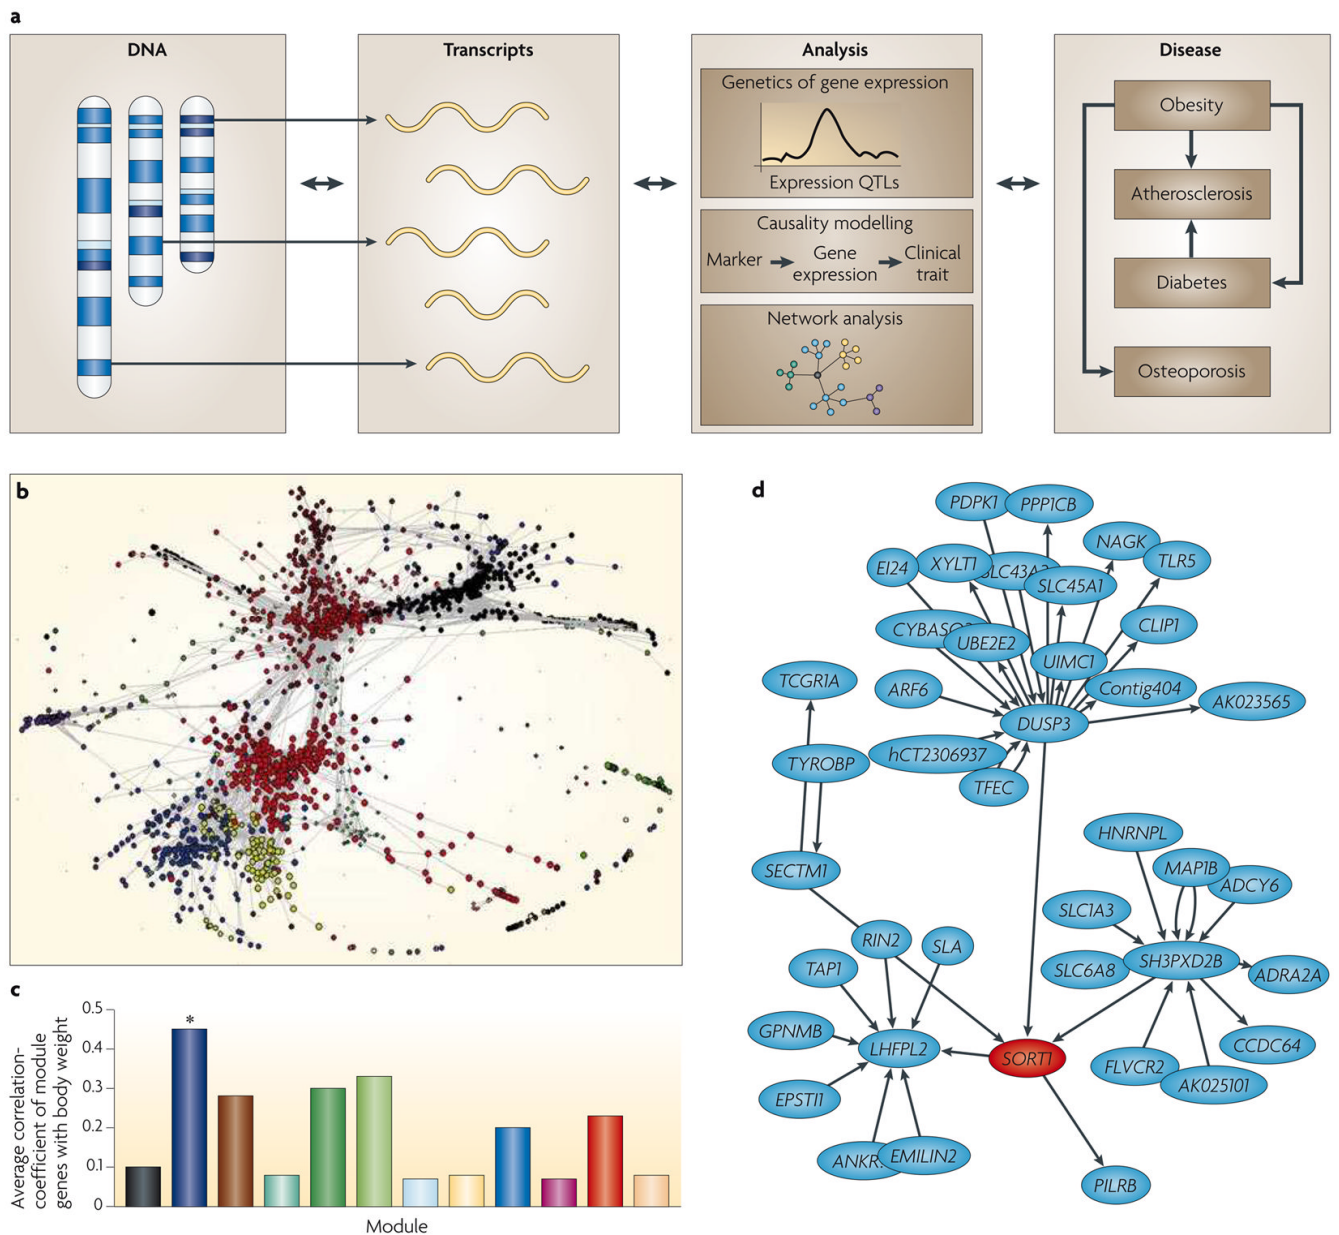 a
DNA
Transcripts
Analysis
Disease
Genetics of gene expression
Expression QTLs
Causality modelling
Marker
Gene
expression
Clinical
trait
Network analysis
Obesity
Atherosclerosis
Diabetes
Osteoporosis
b
c
Average correlation-
coefficient of module
genes with body weight
0.5
0.4
0.3
0.2
0.1
0
*
Module
d
PDPK1
PPP1CB
NAGK
TLR5
EI24
XYLT1
SLC45A1
CLIP1
UBE2E2
UIMC1
TCGR1A
ARF6
Contig404
AK023565
DUSP3
hCT2306937
TYROBP
TFEC
HNRNPL
MAP1B
ADCY6
SECTM1
SLC1A3
RIN2
SLA
TAP1
SLC6A8
SH3PXD2B
ADRA2A
GPNMB
LHFPL2
SORT1
CCDC64
FLVCR2
AK025101
EPSTI1
EMILIN2
PILRB